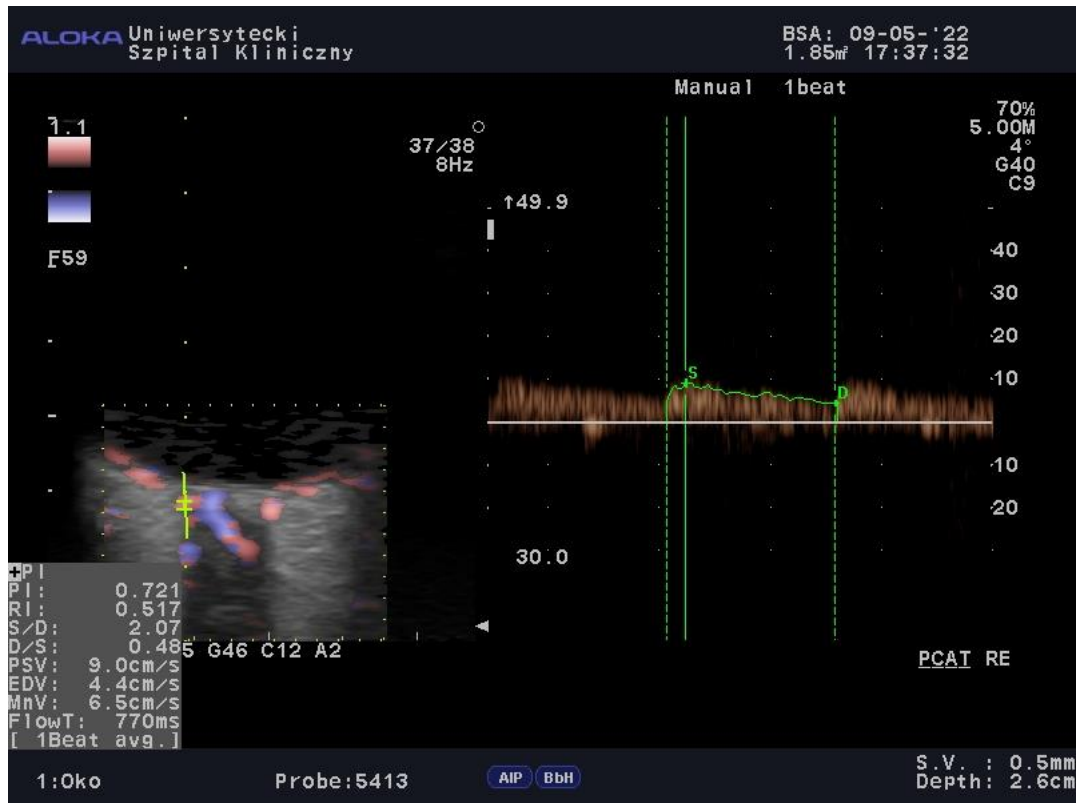 ALOKA Uniwersytecki
Szpital Kliniczny
BSA: 09-05-'22
1.85㎡ 17:37:32
Manual 1beat
70%
5.00M
4°
G40
C9
37/38
8Hz
F59
↑49.9
40
30
20
10
10
20
30.0
S
D
+PI
PI: 0.721
RI: 0.517
S/D: 2.07
D/S: 0.48
PSV: 9.0cm/s
EDV: 4.4cm/s
MnV: 6.5cm/s
FlowT: 770ms
[ 1Beat avg.]
5 G46 C12 A2
PCAT RE
1:Oko
Probe:5413
AIP BbH
S.V. : 0.5mm
Depth: 2.6cm